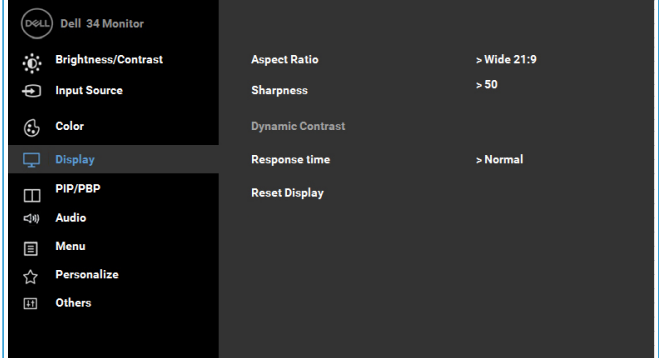 DELL Dell 34 Monitor
Brightness/Contrast
Input Source
Color
Display
PIP/PBP
Audio
Menu
Personalize
Others
Aspect Ratio > Wide 21:9
Sharpness > 50
Dynamic Contrast
Response time > Normal
Reset Display